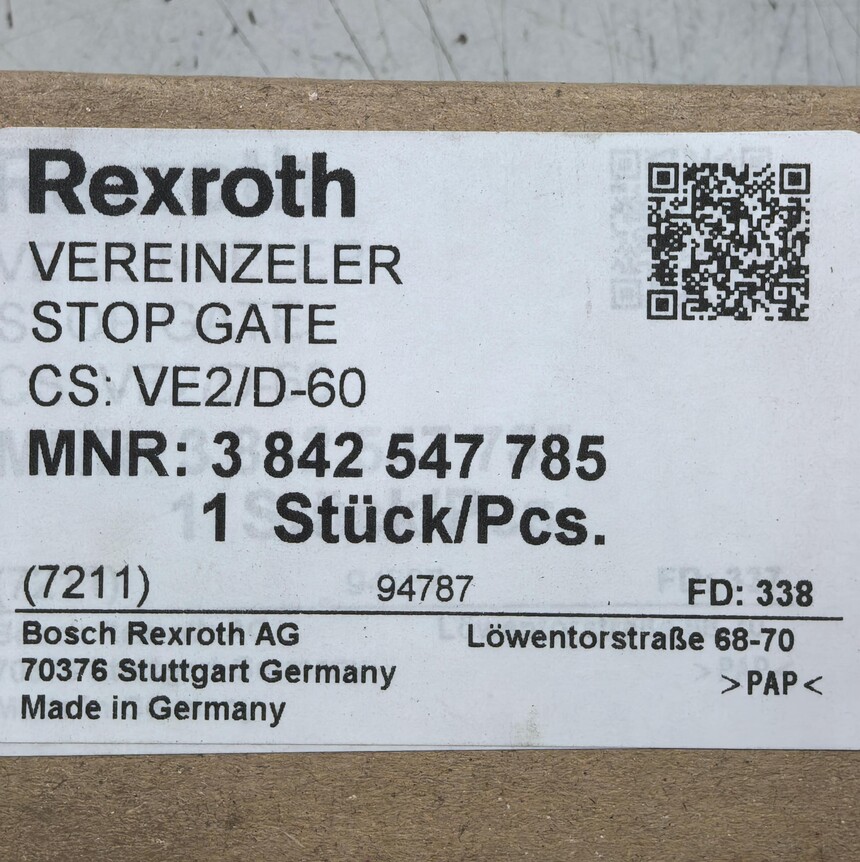 Rexroth
VEREINZELER
STOP GATE
CS: VE2/D-60
MNR: 3 842 547 785
1 Stück/Pcs.
(7211) 94787 FD: 338
Bosch Rexroth AG Löwentorstraße 68-70
70376 Stuttgart Germany
>PAP<
Made in Germany